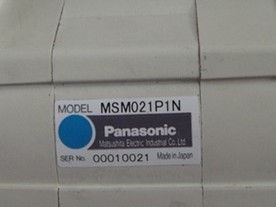 MODEL MSM021P1N
Panasonic
Matsushita Electric Industrial Co.,Ltd.
SER No. 00010021 Made in Japan